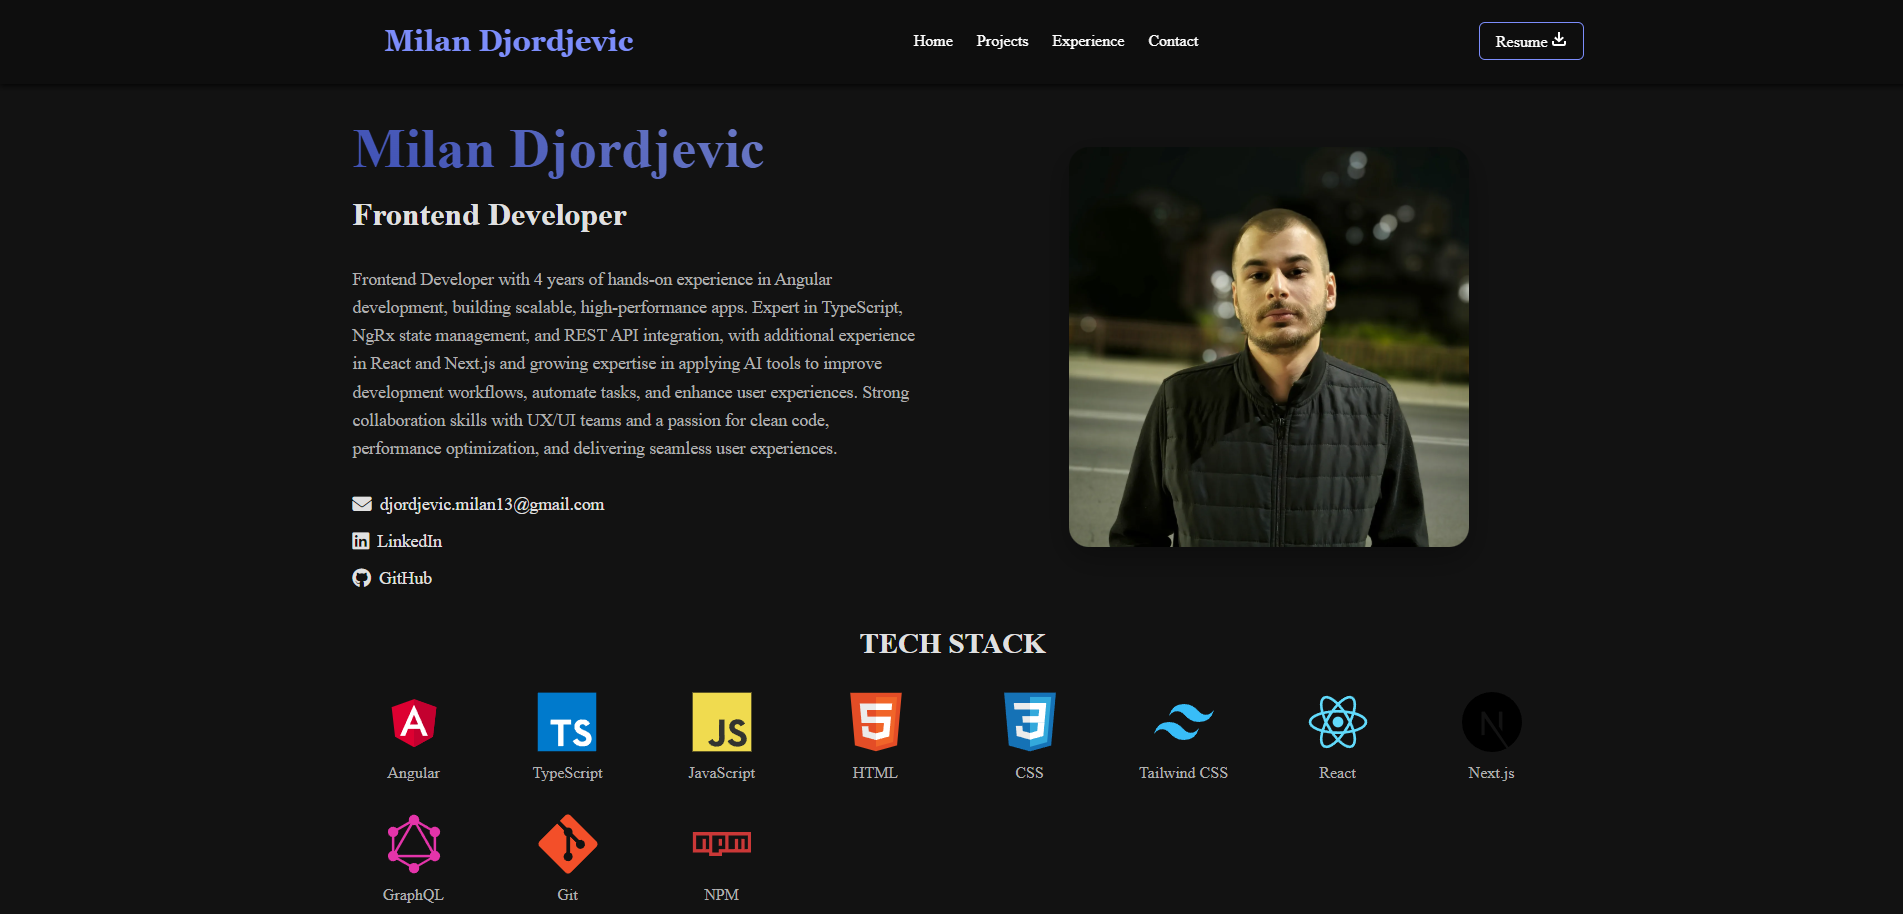 Milan Djordjevic
Home Projects Experience Contact
Resume
Milan Djordjevic
Frontend Developer
Frontend Developer with 4 years of hands-on experience in Angular
development, building scalable, high-performance apps. Expert in TypeScript,
NgRx state management, and REST API integration, with additional experience
in React and Next.js and growing expertise in applying AI tools to improve
development workflows, automate tasks, and enhance user experiences. Strong
collaboration skills with UX/UI teams and a passion for clean code,
performance optimization, and delivering seamless user experiences.
djordjevic.milan13@gmail.com
in LinkedIn
GitHub
TECH STACK
A TS JS 5 3 N
Angular TypeScript JavaScript HTML CSS Tailwind CSS React Next.js
npm
GraphQL Git NPM